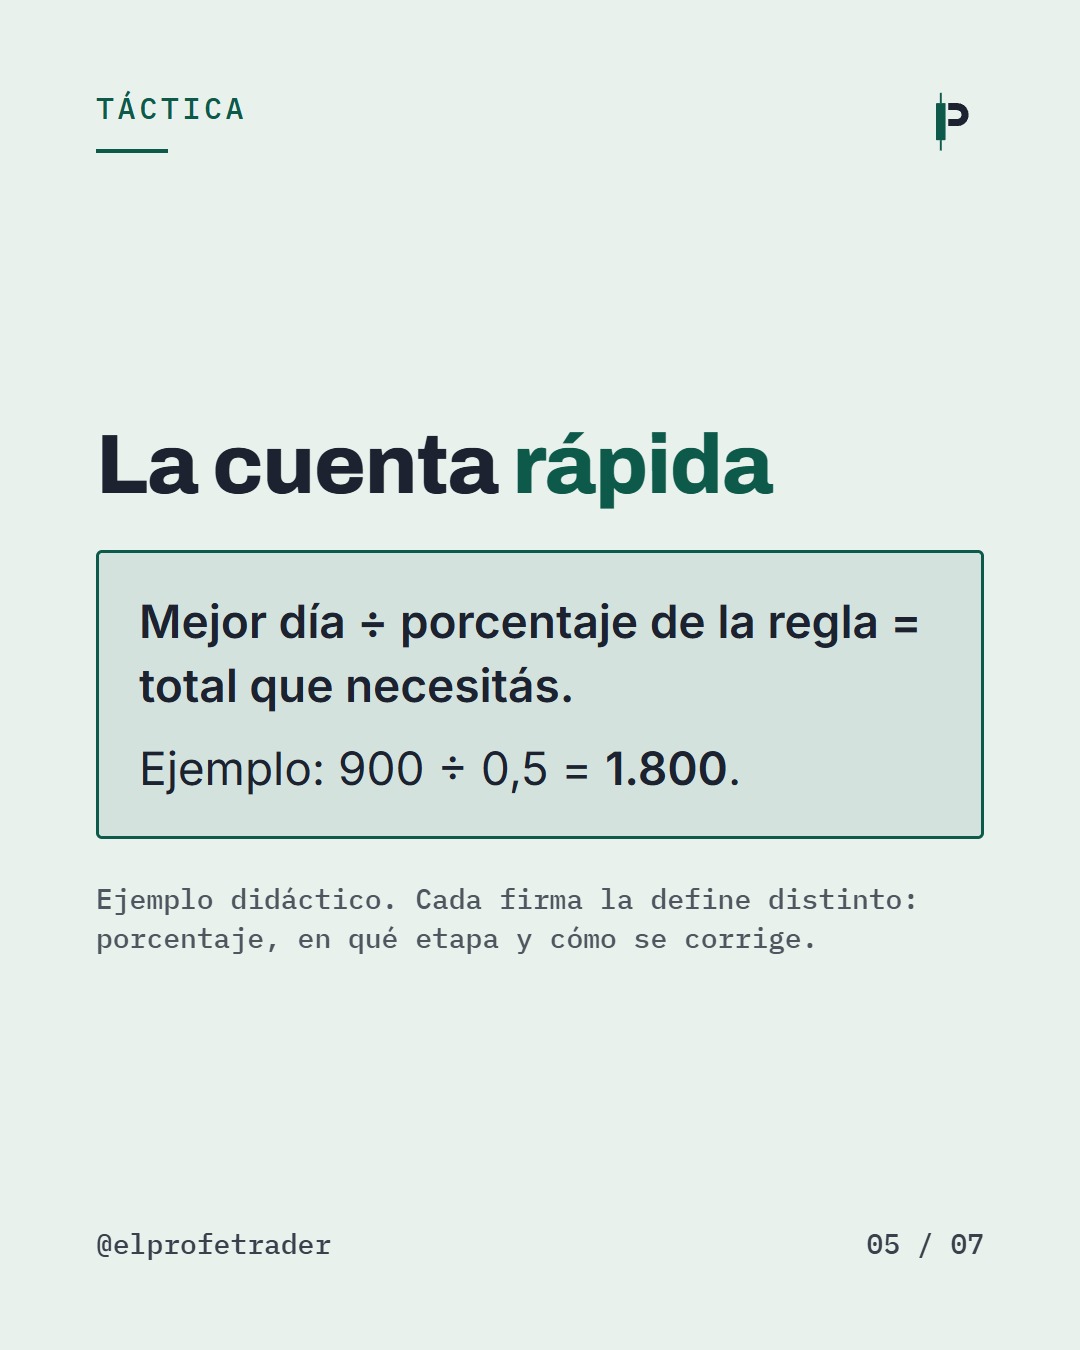 TÁCTICA
La cuenta rápida
Mejor día ÷ porcentaje de la regla =
total que necesitás.
Ejemplo: 900 ÷ 0,5 = 1.800.
Ejemplo didáctico. Cada firma la define distinto:
porcentaje, en qué etapa y cómo se corrige.
@elprofetrader
05 / 07